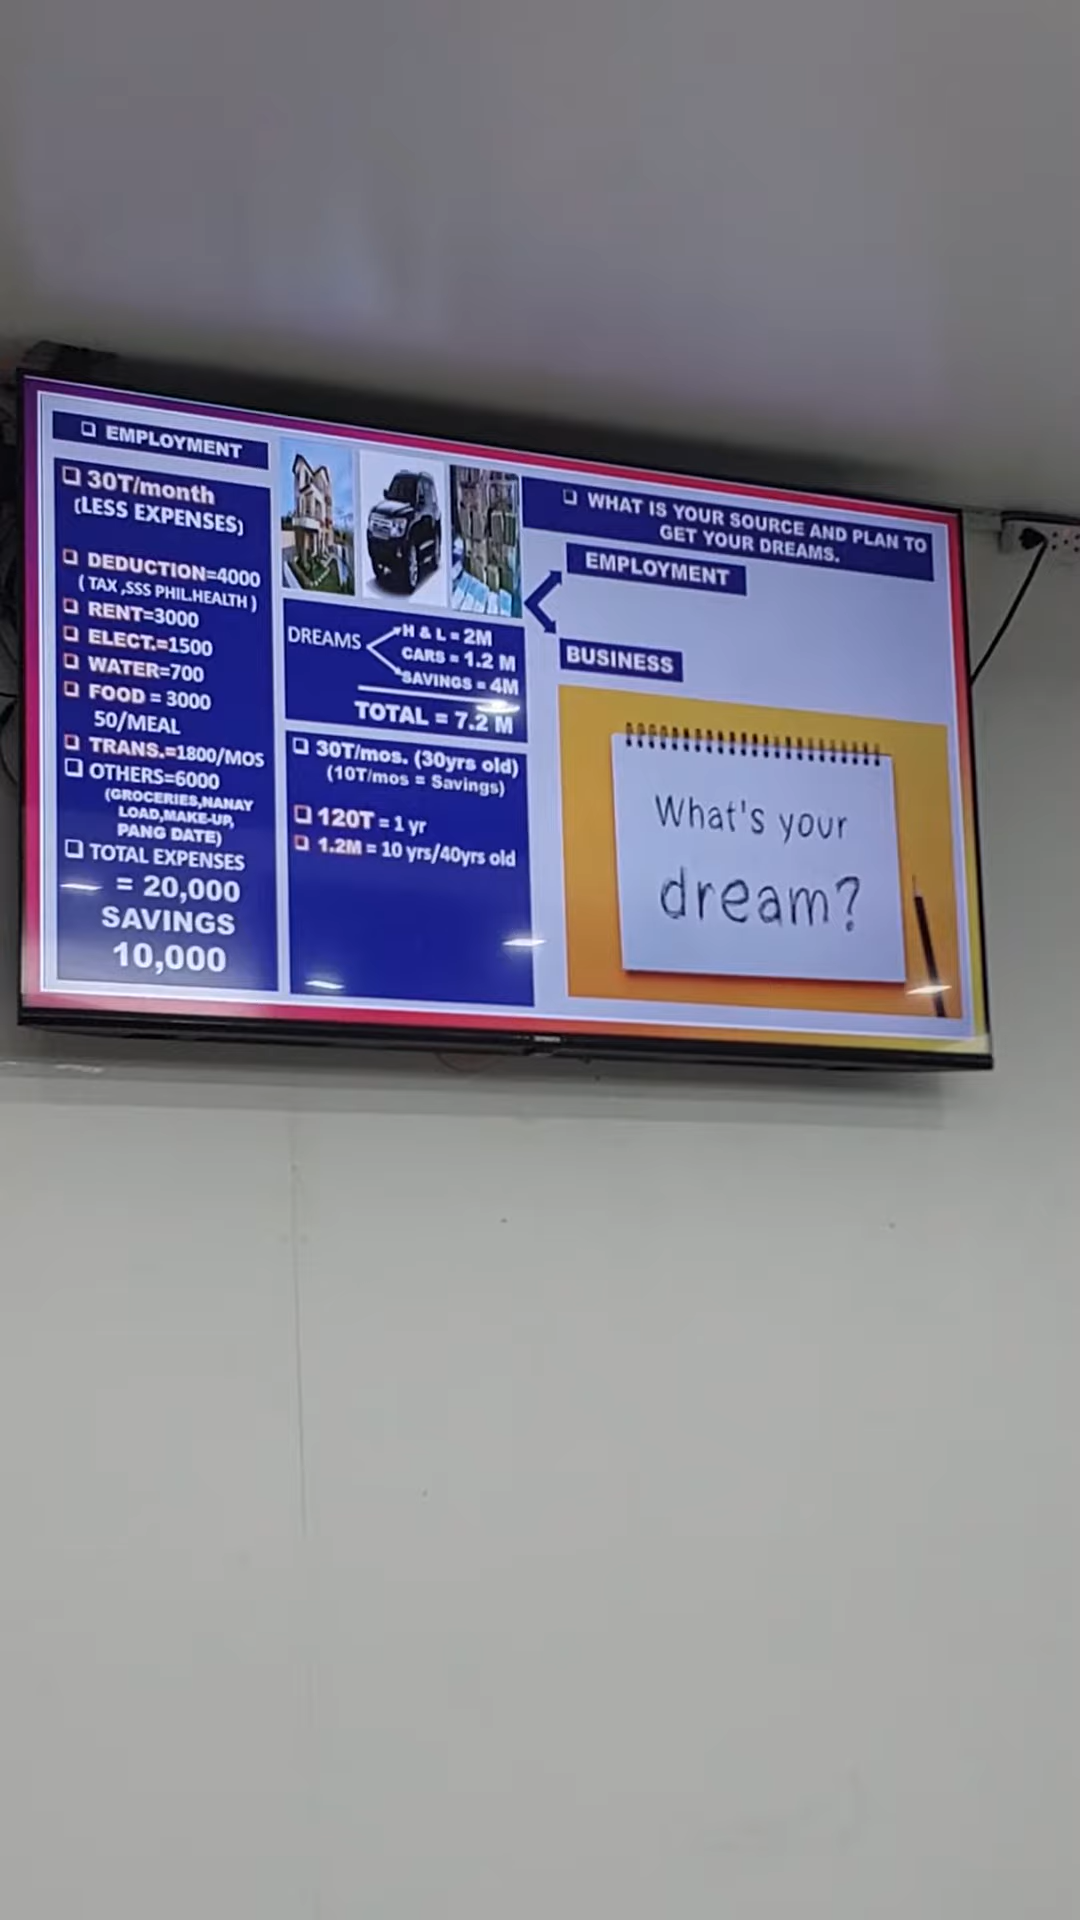 EMPLOYMENT
30T/month
(LESS EXPENSES)
DEDUCTION=4000
( TAX ,SSS PHIL.HEALTH )
RENT=3000
ELECT.=1500
WATER=700
FOOD = 3000
50/MEAL
TRANS.=1800/MOS
OTHERS=6000
(GROCERIES,NANAY
LOAD,MAKE-UP,
PANG DATE)
TOTAL EXPENSES
= 20,000
SAVINGS
10,000
DREAMS
H & L = 2M
CARS = 1.2 M
SAVINGS = 4M
TOTAL = 7.2 M
30T/mos. (30yrs old)
(10T/mos = Savings)
120T = 1 yr
1.2M = 10 yrs/40yrs old
WHAT IS YOUR SOURCE AND PLAN TO
GET YOUR DREAMS.
EMPLOYMENT
BUSINESS
What's your
dream?